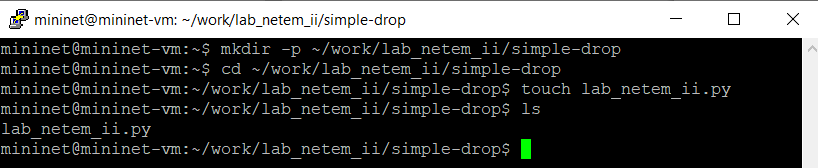 mininet@mininet-vm: ~/work/lab_netem_ii/simple-drop
mininet@mininet-vm:~$ mkdir -p ~/work/lab_netem_ii/simple-drop
mininet@mininet-vm:~$ cd ~/work/lab_netem_ii/simple-drop
mininet@mininet-vm:~/work/lab_netem_ii/simple-drop$ touch lab_netem_ii.py
mininet@mininet-vm:~/work/lab_netem_ii/simple-drop$ ls
lab_netem_ii.py
mininet@mininet-vm:~/work/lab_netem_ii/simple-drop$